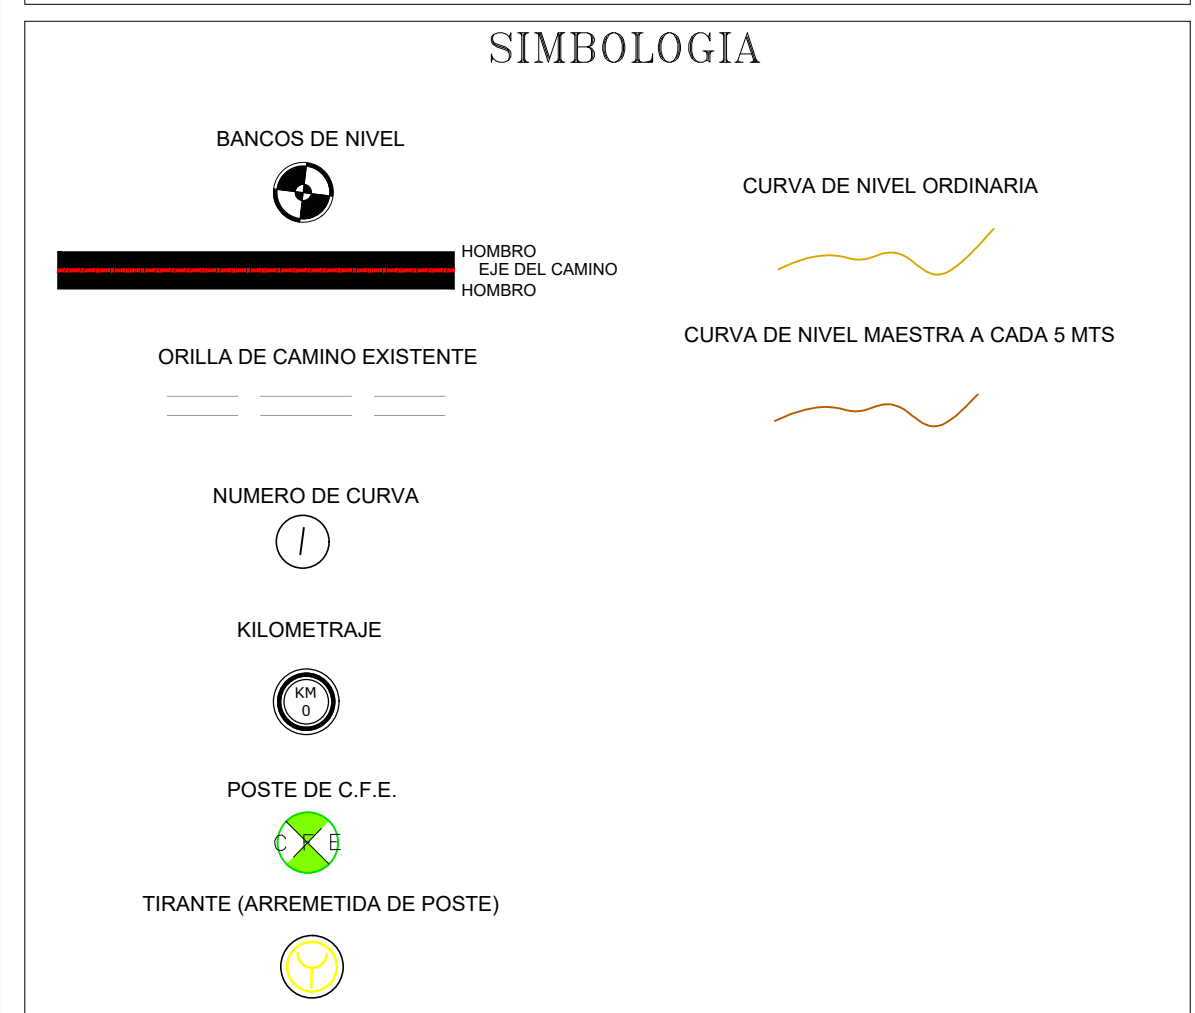 SIMBOLOGIA
BANCOS DE NIVEL
HOMBRO
EJE DEL CAMINO
HOMBRO
ORILLA DE CAMINO EXISTENTE
NUMERO DE CURVA
1
KILOMETRAJE
KM
0
POSTE DE C.F.E.
C F E
TIRANTE (ARREMETIDA DE POSTE)
CURVA DE NIVEL ORDINARIA
CURVA DE NIVEL MAESTRA A CADA 5 MTS